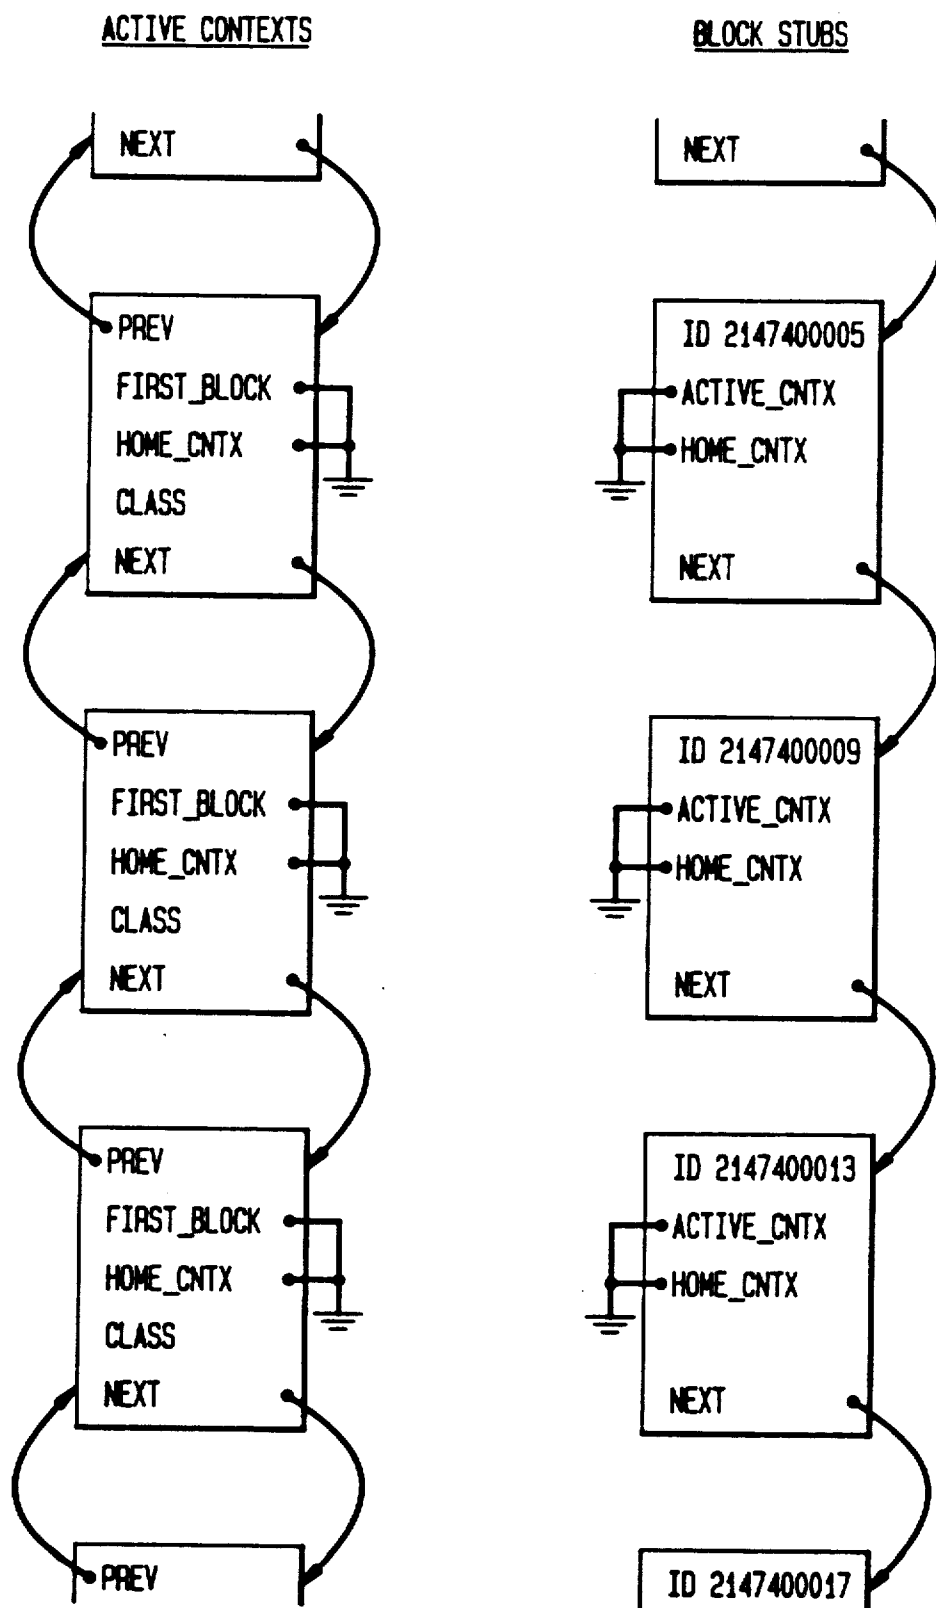 ACTIVE CONTEXTS
NEXT
PREV
FIRST_BLOCK
HOME_CNTX
CLASS
NEXT
PREV
FIRST_BLOCK
HOME_CNTX
CLASS
NEXT
PREV
FIRST_BLOCK
HOME_CNTX
CLASS
NEXT
PREV
BLOCK STUBS
NEXT
ID 2147400005
ACTIVE_CNTX
HOME_CNTX
NEXT
ID 2147400009
ACTIVE_CNTX
HOME_CNTX
NEXT
ID 2147400013
ACTIVE_CNTX
HOME_CNTX
NEXT
ID 2147400017